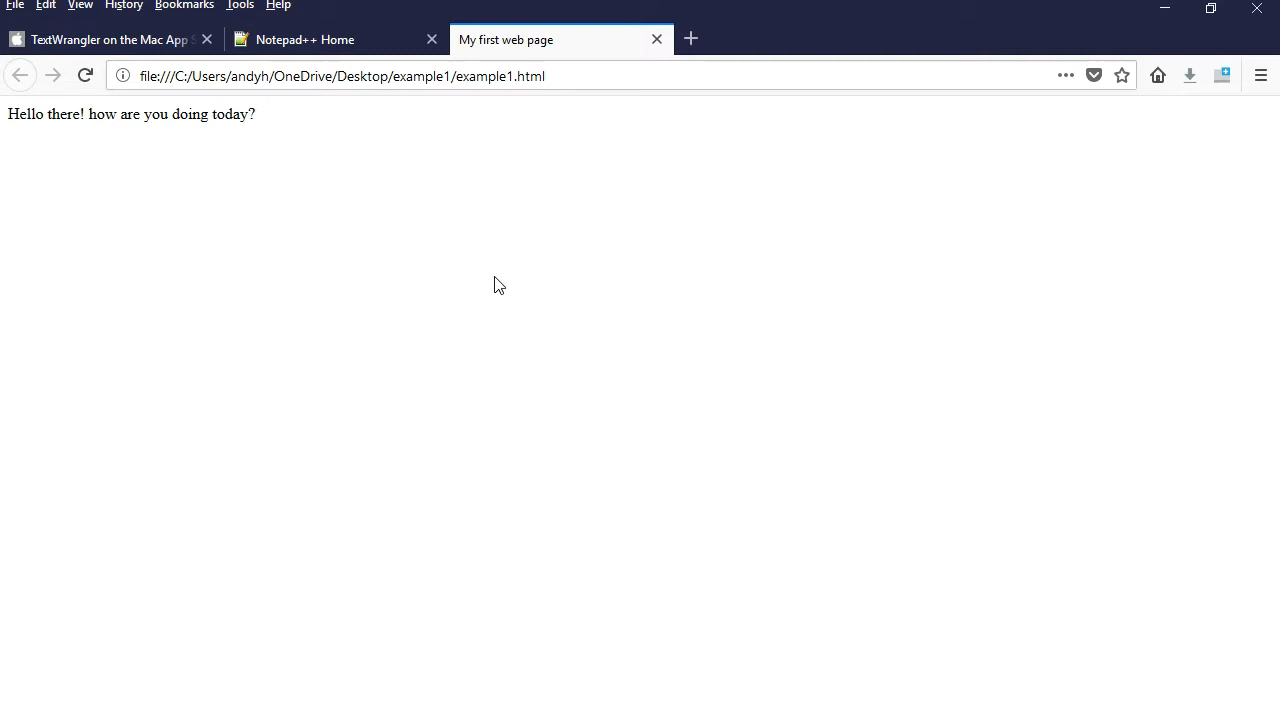 File Edit View History Bookmarks Tools Help
TextWrangler on the Mac App Notepad++ Home My first web page
file:///C:/Users/andyh/OneDrive/Desktop/example1/example1.html
Hello there! how are you doing today?